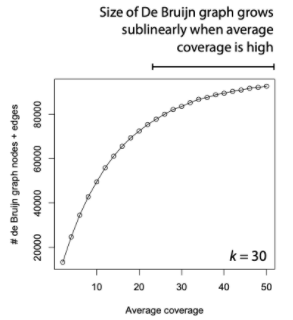 Size of De Bruijn graph grows
sublinearly when average
coverage is high
# de Bruijn graph nodes + edges
80000
60000
40000
20000
k = 30
10 20 30 40 50
Average coverage